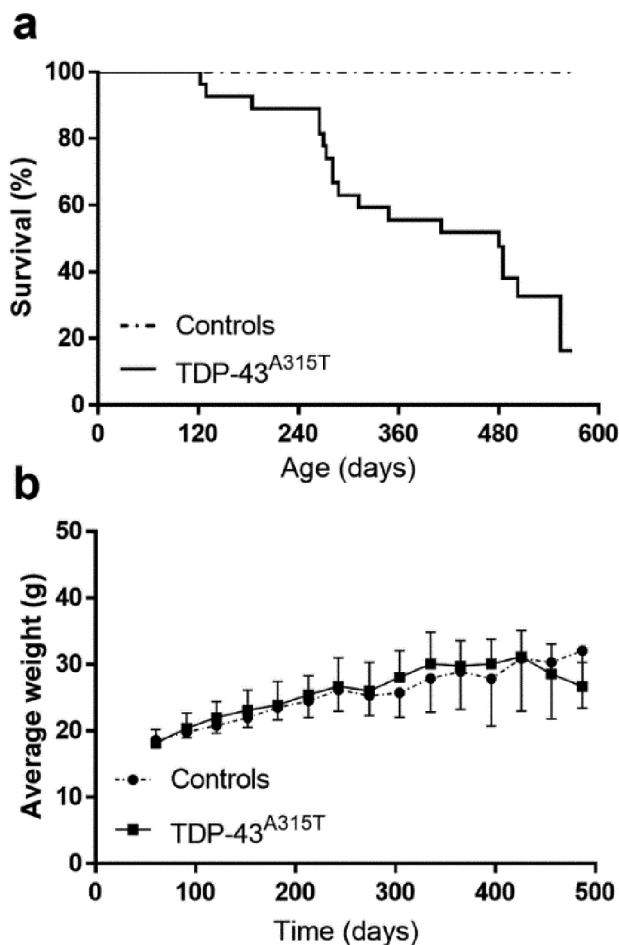 a
100
80
60
40
20
0
Survival (%)
Controls
TDP-43A315T
0 120 240 360 480 600
Age (days)
b
50
40
30
20
10
0
Average weight (g)
Controls
TDP-43A315T
0 100 200 300 400 500
Time (days)